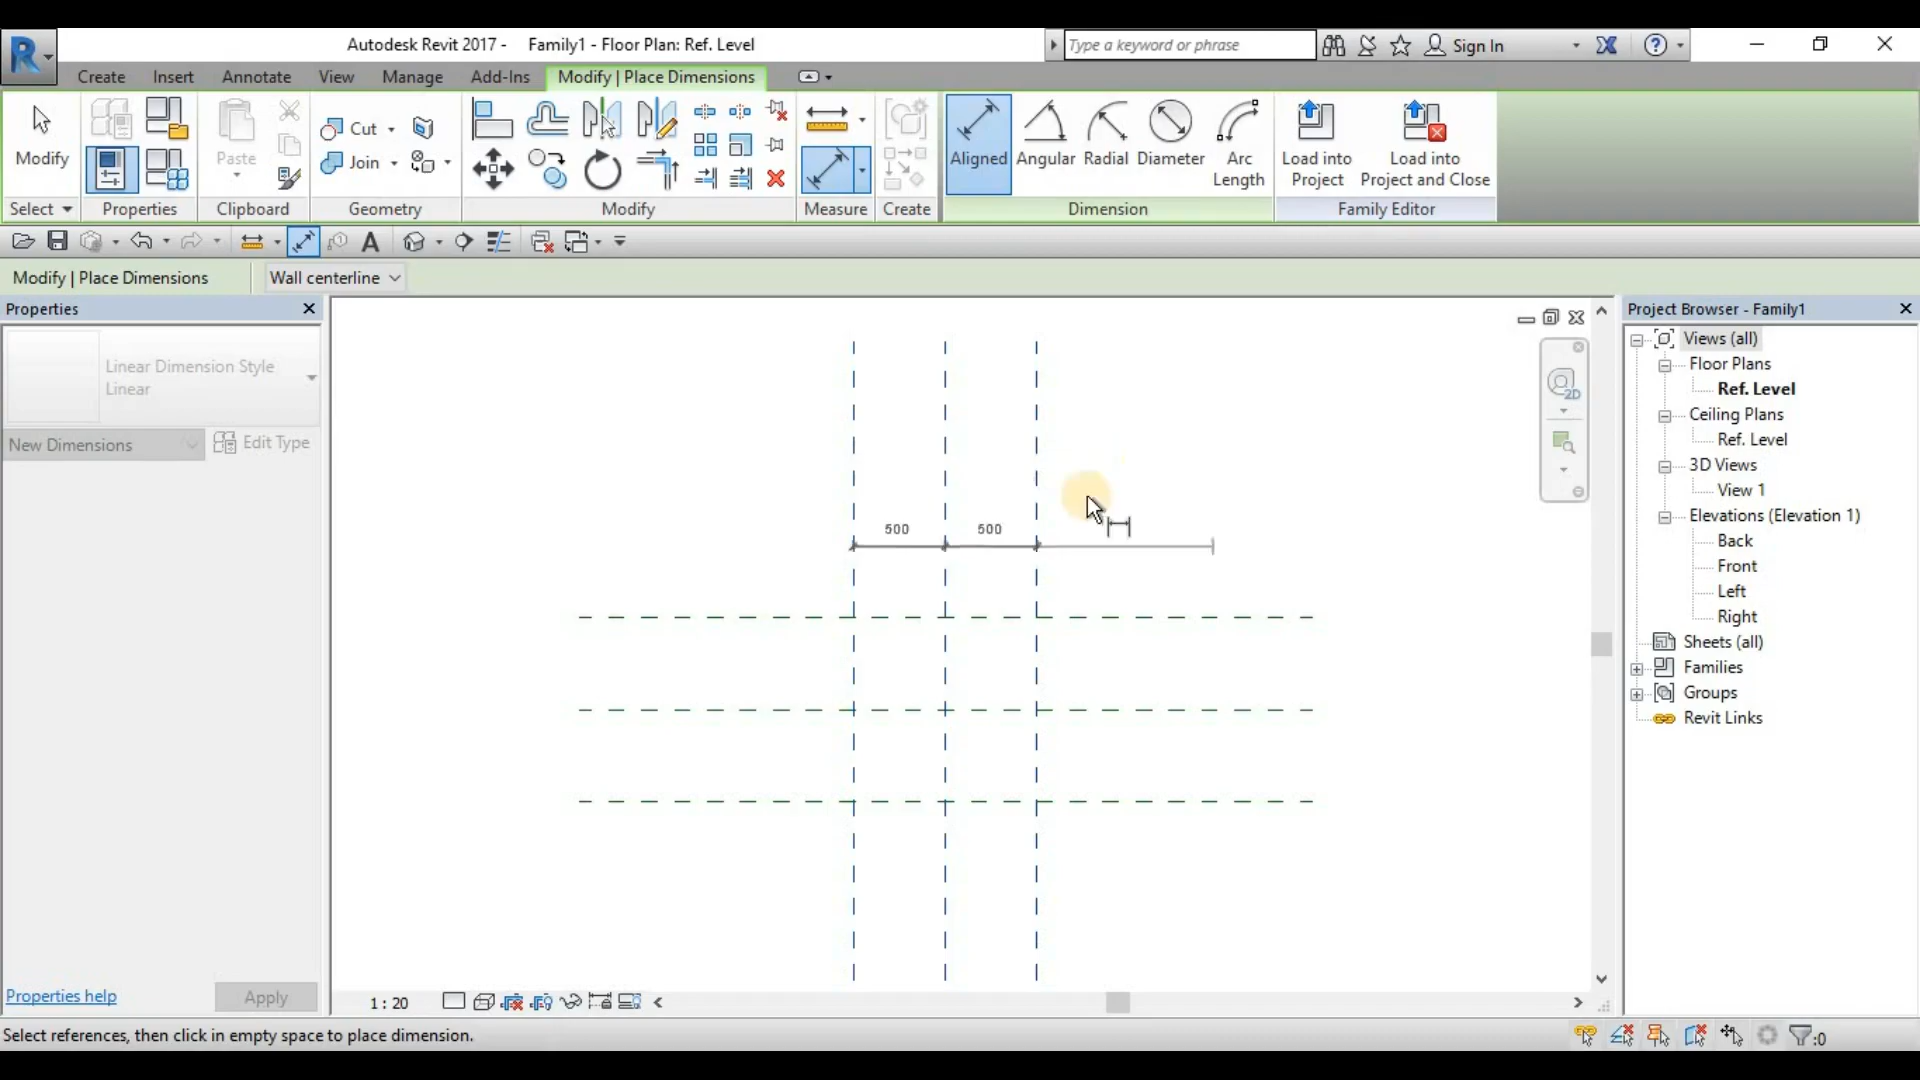 Autodesk Revit 2017 - Family1 - Floor Plan: Ref. Level
Type a keyword or phrase
Sign In
Create Insert Annotate View Manage Add-Ins Modify | Place Dimensions
Modify
Paste
Cut
Join
Aligned Angular Radial Diameter Arc Length
Load into Project
Load into Project and Close
Select Properties Clipboard Geometry Modify Measure Create Dimension Family Editor
Modify | Place Dimensions
Wall centerline
Properties
Linear Dimension Style
Linear
New Dimensions
Edit Type
Properties help
Apply
500 500
2D
Project Browser - Family1
Views (all)
Floor Plans
Ref. Level
Ceiling Plans
Ref. Level
3D Views
View 1
Elevations (Elevation 1)
Back
Front
Left
Right
Sheets (all)
Families
Groups
Revit Links
1 : 20
Select references, then click in empty space to place dimension.
:0